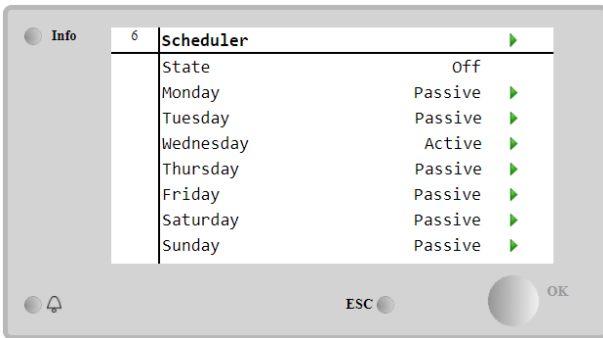 Info
6 Scheduler
State Off
Monday Passive
Tuesday Passive
Wednesday Active
Thursday Passive
Friday Passive
Saturday Passive
Sunday Passive
ESC OK